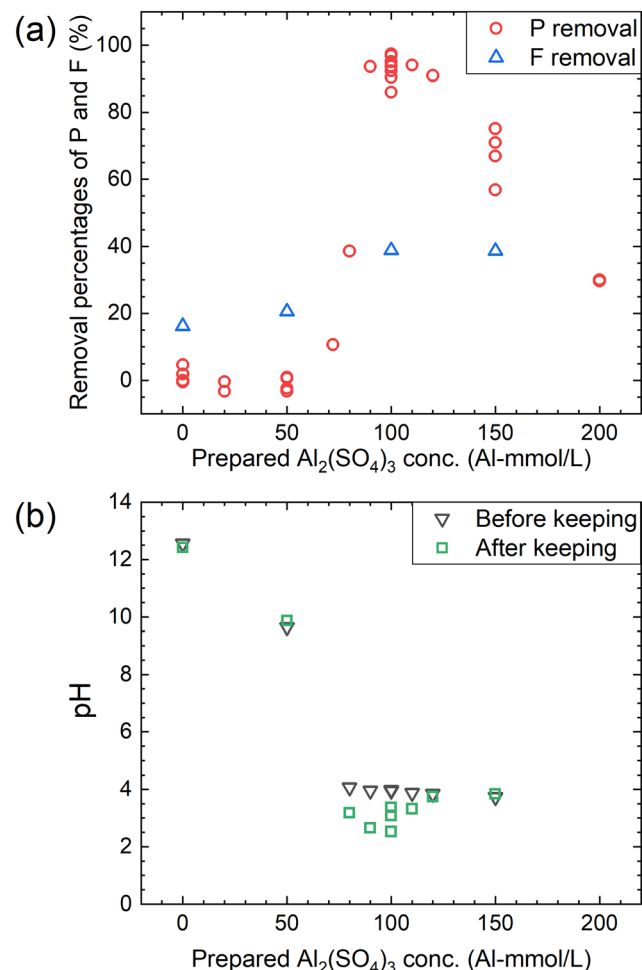 (a)
Removal percentages of P and F (%)
100
80
60
40
20
0
P removal
F removal
0 50 100 150 200
Prepared Al₂(SO₄)₃ conc. (Al-mmol/L)
(b)
pH
14
12
10
8
6
4
2
0
Before keeping
After keeping
0 50 100 150 200
Prepared Al₂(SO₄)₃ conc. (Al-mmol/L)